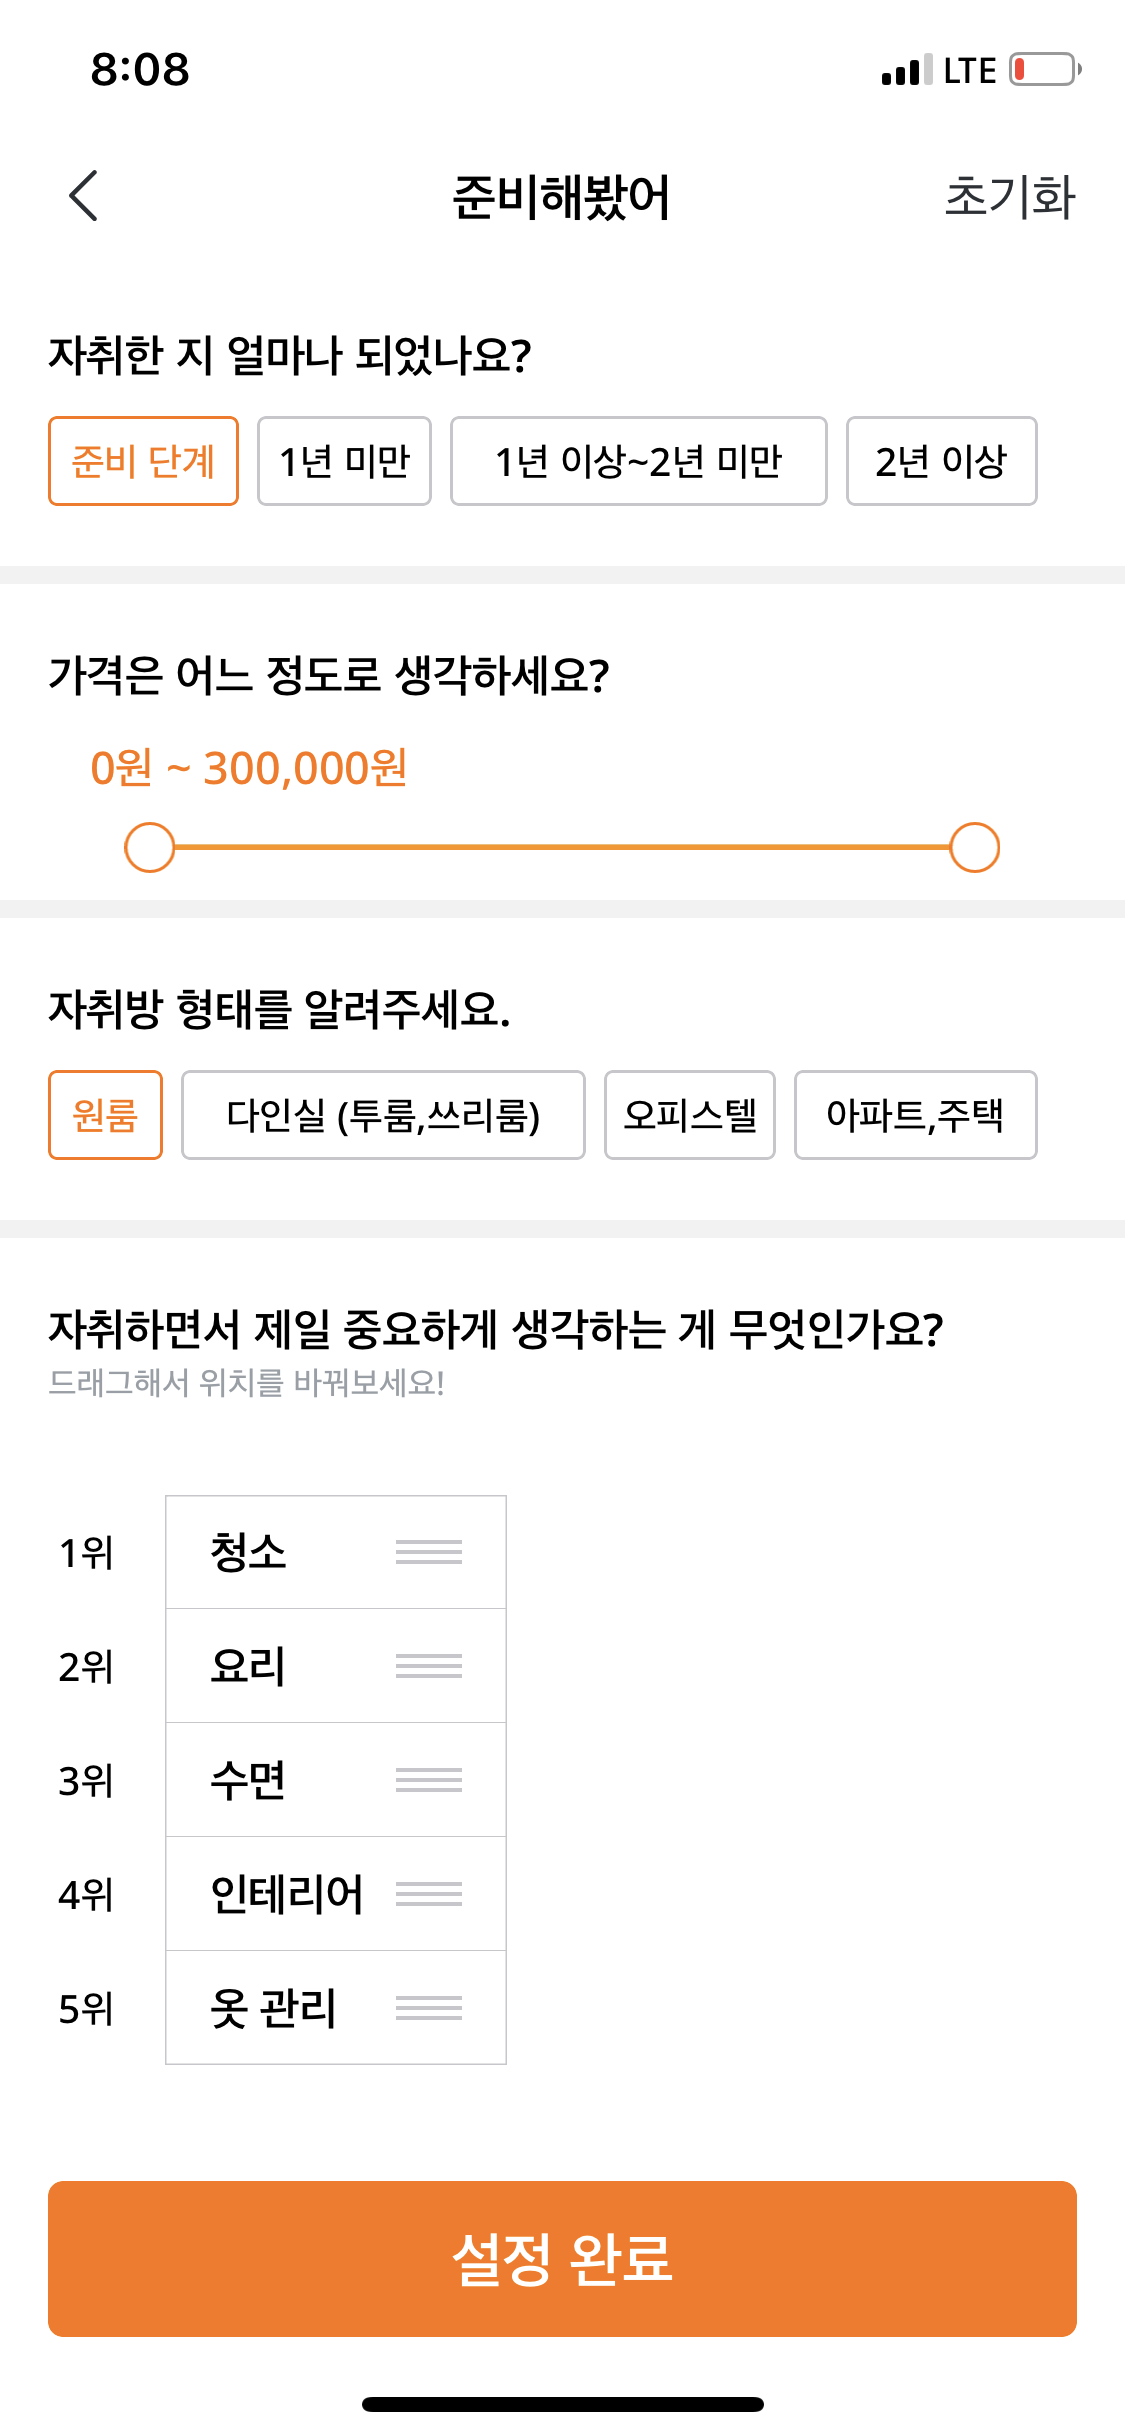 8:08 LTE
준비해봤어 초기화
자취한 지 얼마나 되었나요?
준비 단계 1년 미만 1년 이상~2년 미만 2년 이상
가격은 어느 정도로 생각하세요?
0원 ~ 300,000원
자취방 형태를 알려주세요.
원룸 다인실 (투룸,쓰리룸) 오피스텔 아파트,주택
자취하면서 제일 중요하게 생각하는 게 무엇인가요?
드래그해서 위치를 바꿔보세요!
1위 청소
2위 요리
3위 수면
4위 인테리어
5위 옷 관리
설정 완료